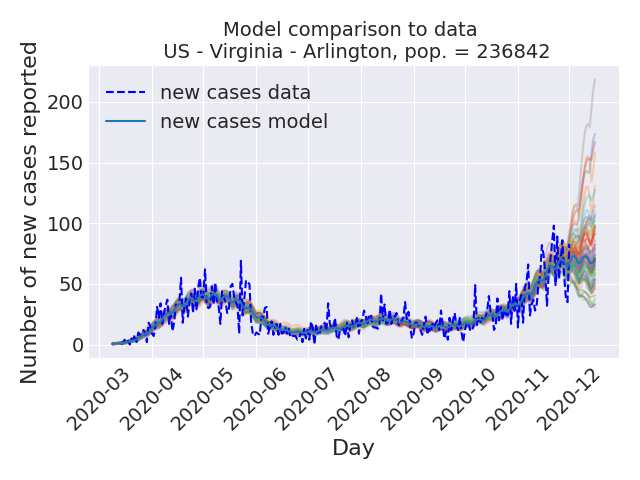 Model comparison to data
US - Virginia - Arlington, pop. = 236842
Number of new cases reported
200
150
100
50
0
new cases data
new cases model
2020-03
2020-04
2020-05
2020-06
2020-07
2020-08
2020-09
2020-10
2020-11
2020-12
Day